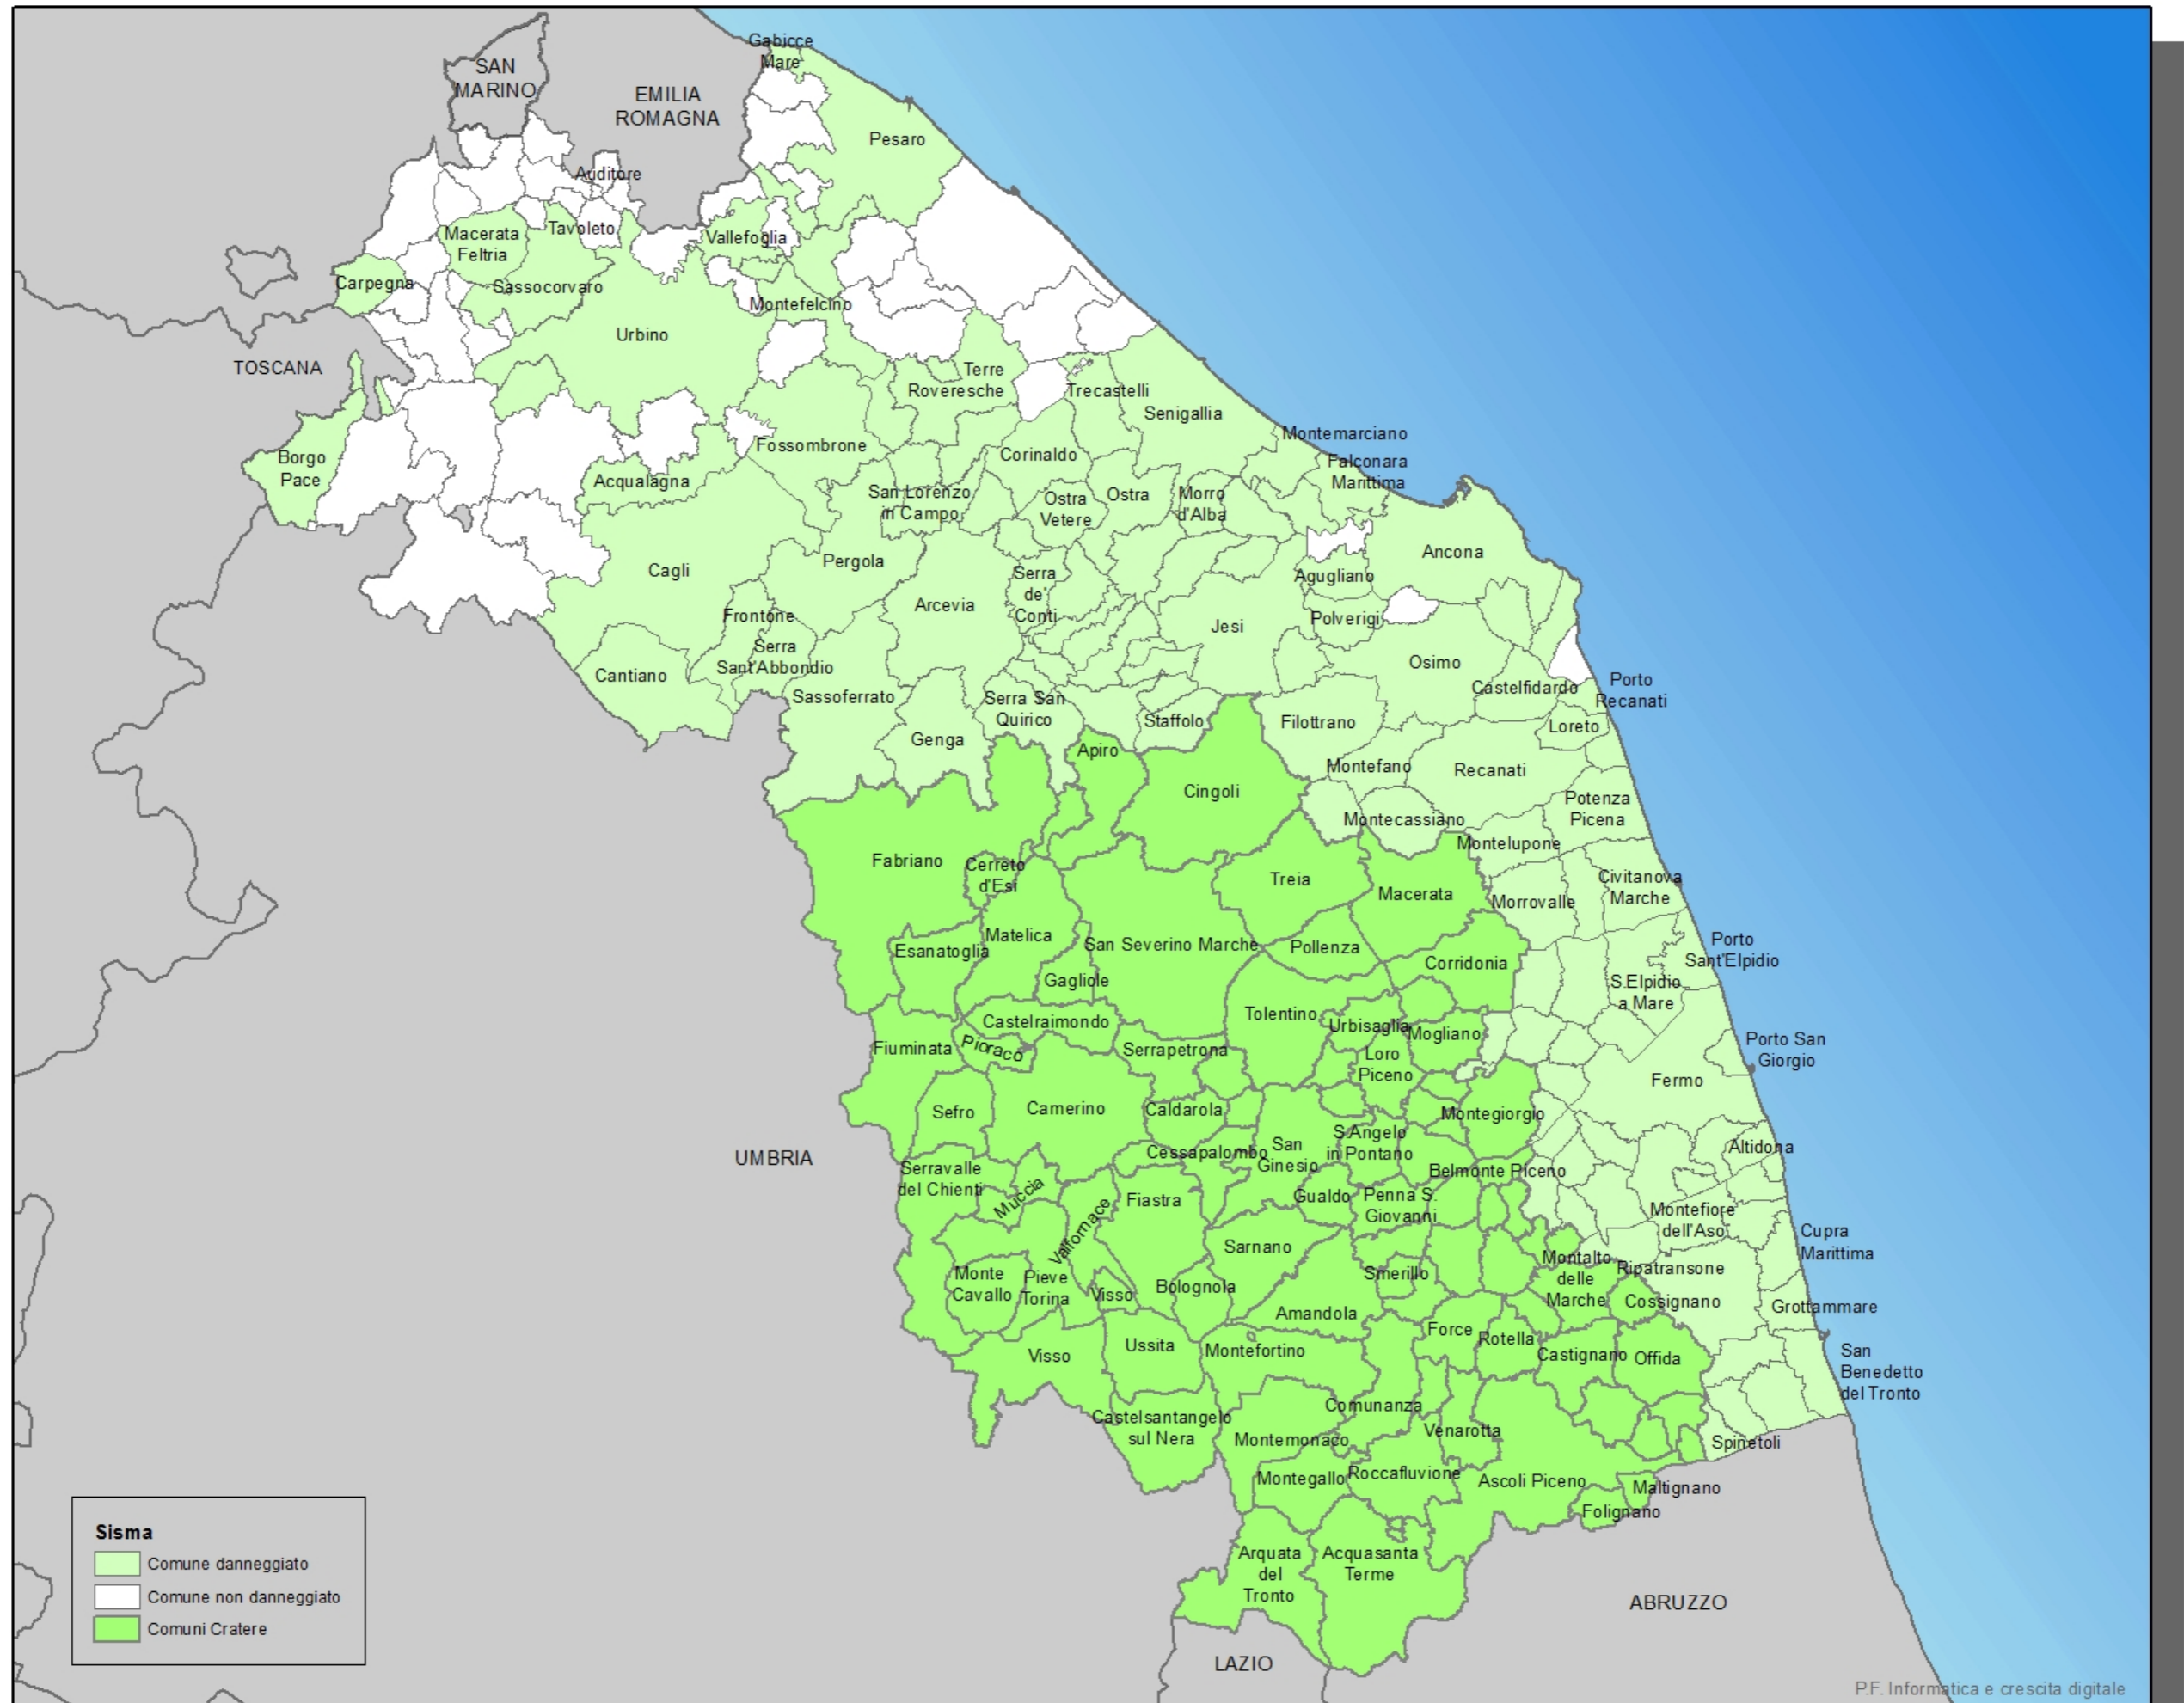 Gabicce
Mare
SAN
MARINO
EMILIA
ROMAGNA
Pesaro
Auditore
Tavoleto
Macerata
Feltria
Vallefoglia
Carpegna
Sassocorvaro
Montefelcino
Urbino
TOSCANA
Terre
Roveresche
Trecastelli
Senigallia
Montemarciano
Fossombrone
Corinaldo
Falconara
Marittima
Borgo
Pace
Acqualagna
San Lorenzo
in Campo
Ostra
Vetere
Ostra
Morro
d'Alba
Ancona
Pergola
Cagli
Serra
de'
Conti
Agugliano
Arcevia
Frontone
Polverigi
Jesi
Serra
Sant'Abbondio
Osimo
Cantiano
Castelfidardo
Porto
Recanati
Sassoferrato
Serra San
Quirico
Staffolo
Filottrano
Loreto
Genga
Apiro
Montefano
Recanati
Cingoli
Potenza
Picena
Montecassiano
Montelupone
Fabriano
Cerreto
d'Esi
Treia
Macerata
Civitanova
Marche
Morrovalle
Matelica
Esanatoglia
San Severino Marche
Pollenza
Porto
Sant'Elpidio
Corridonia
Gagliole
S.Elpidio
a Mare
Tolentino
Castelraimondo
Urbisaglia
Mogliano
Fiuminata
Pioraco
Serrapetrona
Loro
Piceno
Porto San
Giorgio
Fermo
Sefro
Camerino
Caldarola
Montegiorgio
UMBRIA
Cessapalombo
San
Ginesio
S.Angelo
in Pontano
Altidona
Serravalle
del Chienti
Muccia
Belmonte Piceno
Valfornace
Fiastra
Gualdo
Penna S.
Giovanni
Montefiore
dell'Aso
Cupra
Marittima
Sarnano
Monte
Cavallo
Pieve
Torina
Visso
Bolognola
Smerillo
Montalto
delle
Marche
Ripatransone
Cossignano
Grottammare
Amandola
Force
Rotella
Ussita
Montefortino
Visso
Castignano
Offida
San
Benedetto
del Tronto
Comunanza
Castelsantangelo
sul Nera
Venarotta
Montemonaco
Spinetoli
Montegallo
Roccafluvione
Ascoli Piceno
Maltignano
Folignano
Arquata
del
Tronto
Acquasanta
Terme
Sisma
Comune danneggiato
Comune non danneggiato
Comuni Cratere
ABRUZZO
LAZIO
P.F. Informatica e crescita digitale